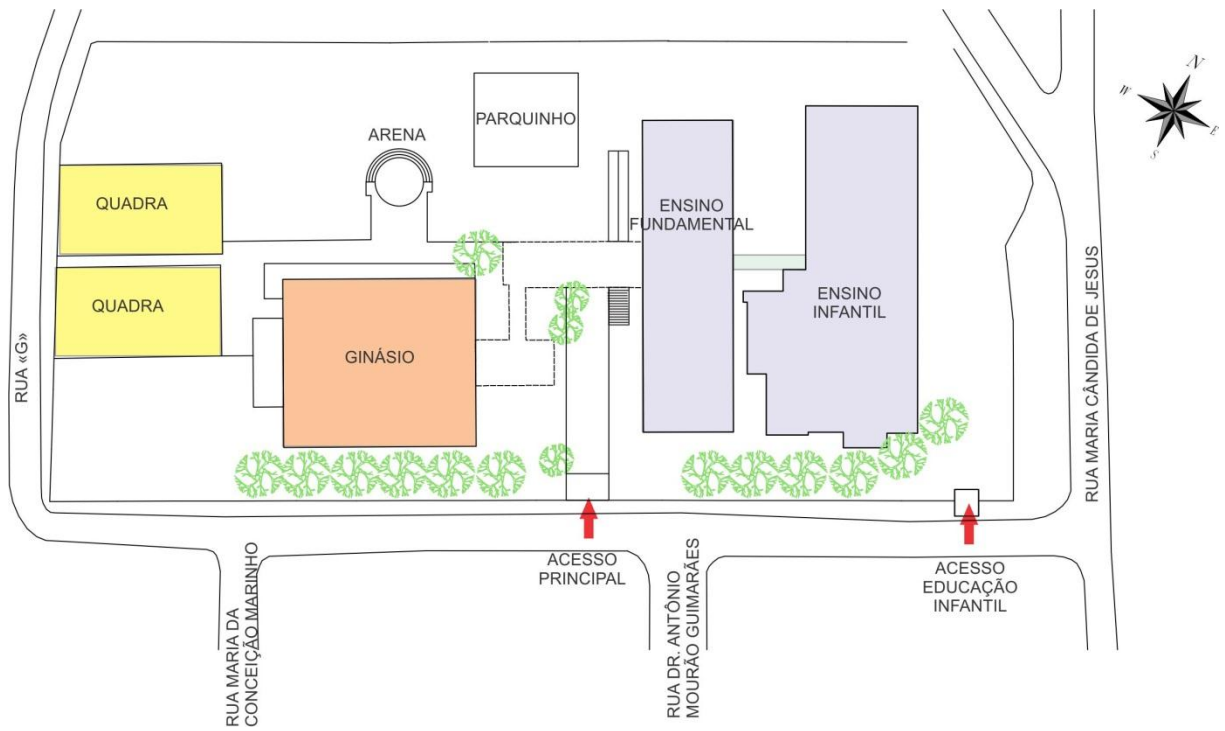 PARQUINHO
ARENA
N
W
E
S
QUADRA
ENSINO
FUNDAMENTAL
QUADRA
ENSINO
INFANTIL
GINÁSIO
RUA «G»
RUA MARIA CÂNDIDA DE JESUS
ACESSO
PRINCIPAL
ACESSO
EDUCAÇÃO
INFANTIL
RUA MARIA DA
CONCEIÇÃO MARINHO
RUA DR. ANTÔNIO
MOURÃO GUIMARÃES